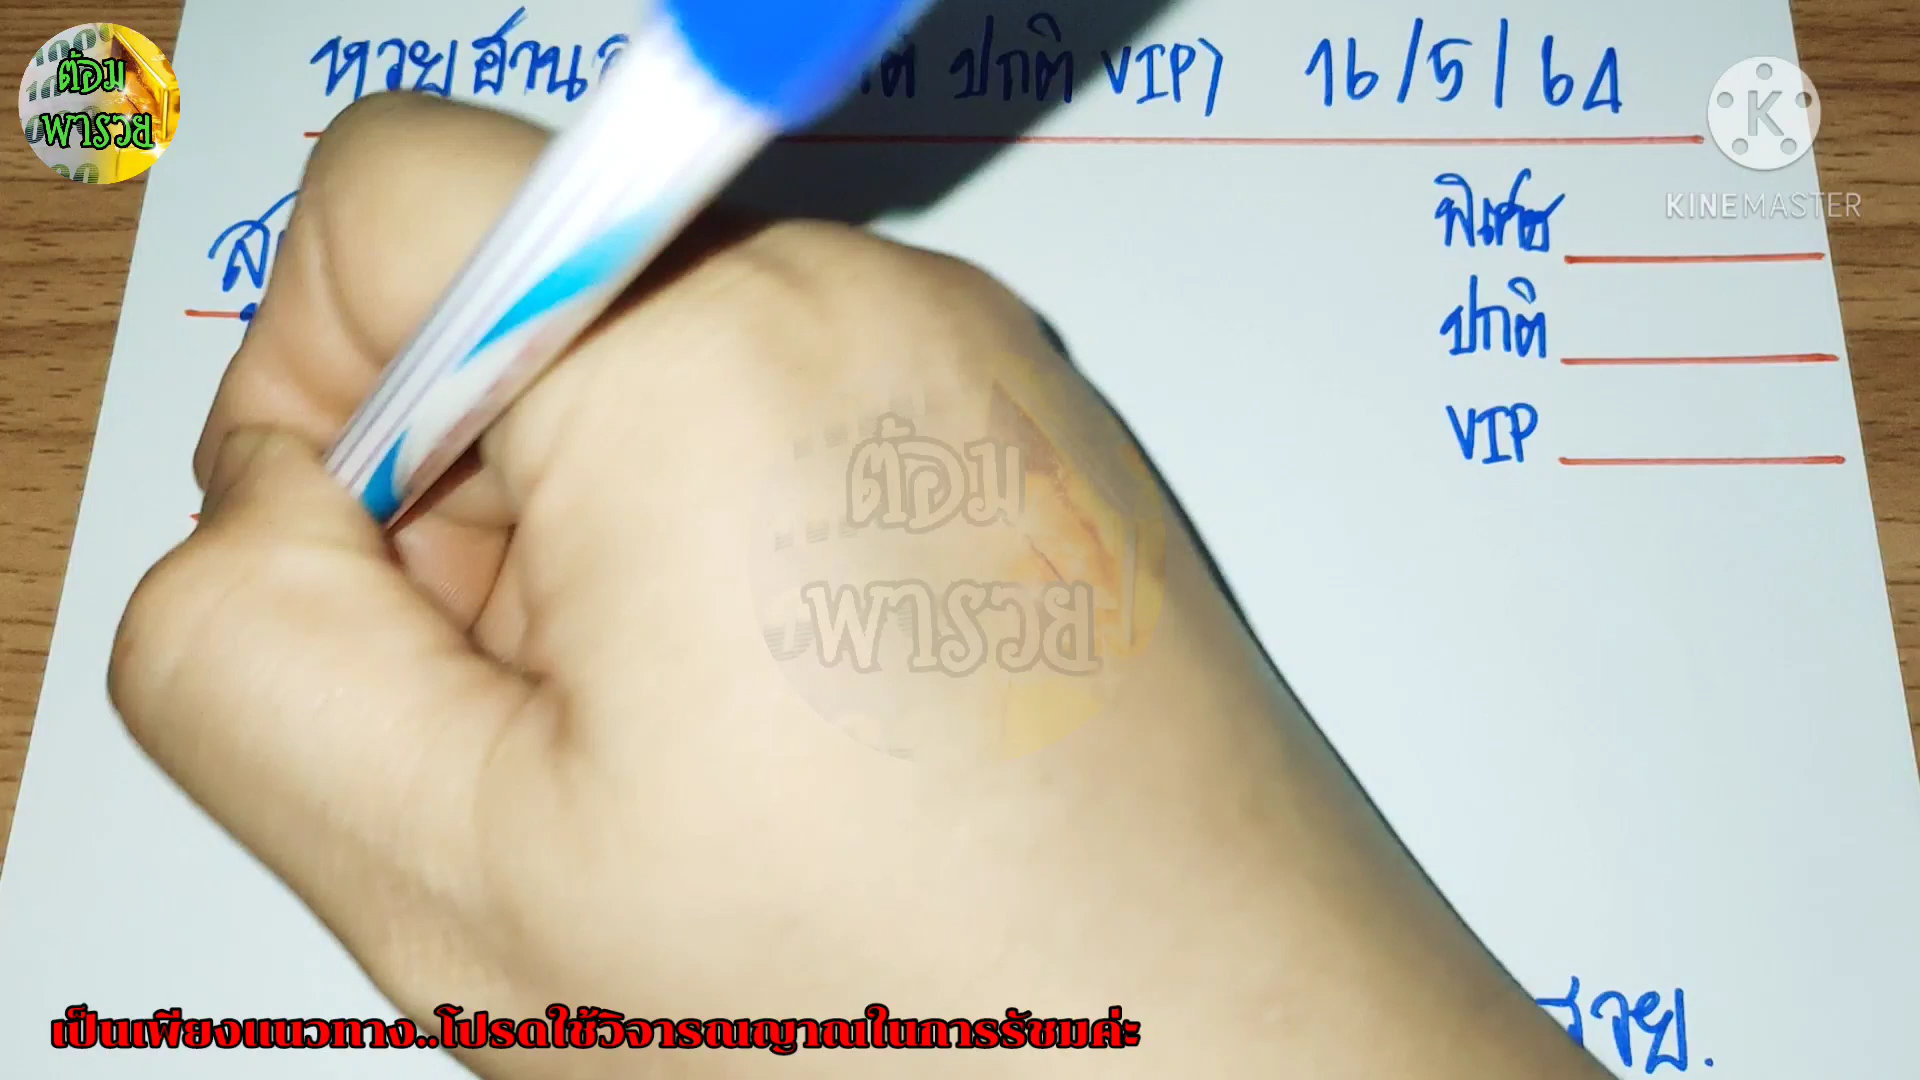 ต้อม
พารวย
หวยฮาน ปกติ VIP) 16/5/64
KINEMASTER
พิเศษ
ปกติ
VIP
ต้อม
พารวย
รวย.
เป็นเพียงแนวทาง..โปรดใช้วิจารณญาณในการรัชมค่ะ